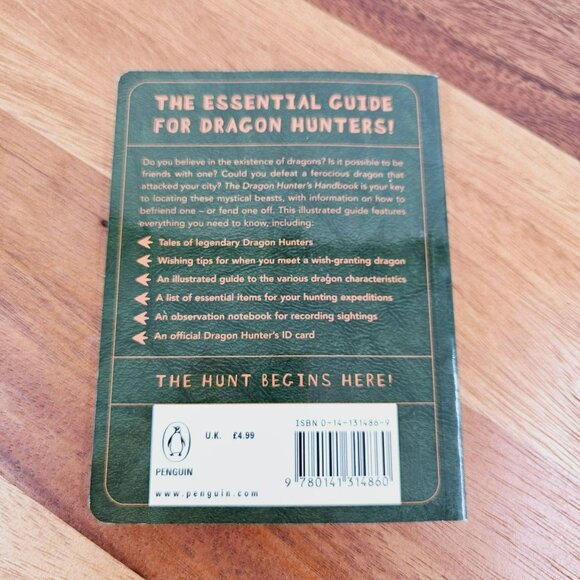 THE ESSENTIAL GUIDE
FOR DRAGON HUNTERS!
Do you believe in the existence of dragons? Is it possible to be
friends with one? Could you defeat a ferocious dragon that
attacked your city? The Dragon Hunter's Handbook is your key
to locating these mystical beasts, with information on how to
befriend one – or fend one off. This illustrated guide features
everything you need to know, including:
Tales of legendary Dragon Hunters
Wishing tips for when you meet a wish-granting dragon
An illustrated guide to the various dragon characteristics
A list of essential items for your hunting expeditions
An observation notebook for recording sightings
An official Dragon Hunter's ID card
THE HUNT BEGINS HERE!
PENGUIN
www.penguin.com
U.K. £4.99
ISBN 0-14-131486-9
9 780141 314860